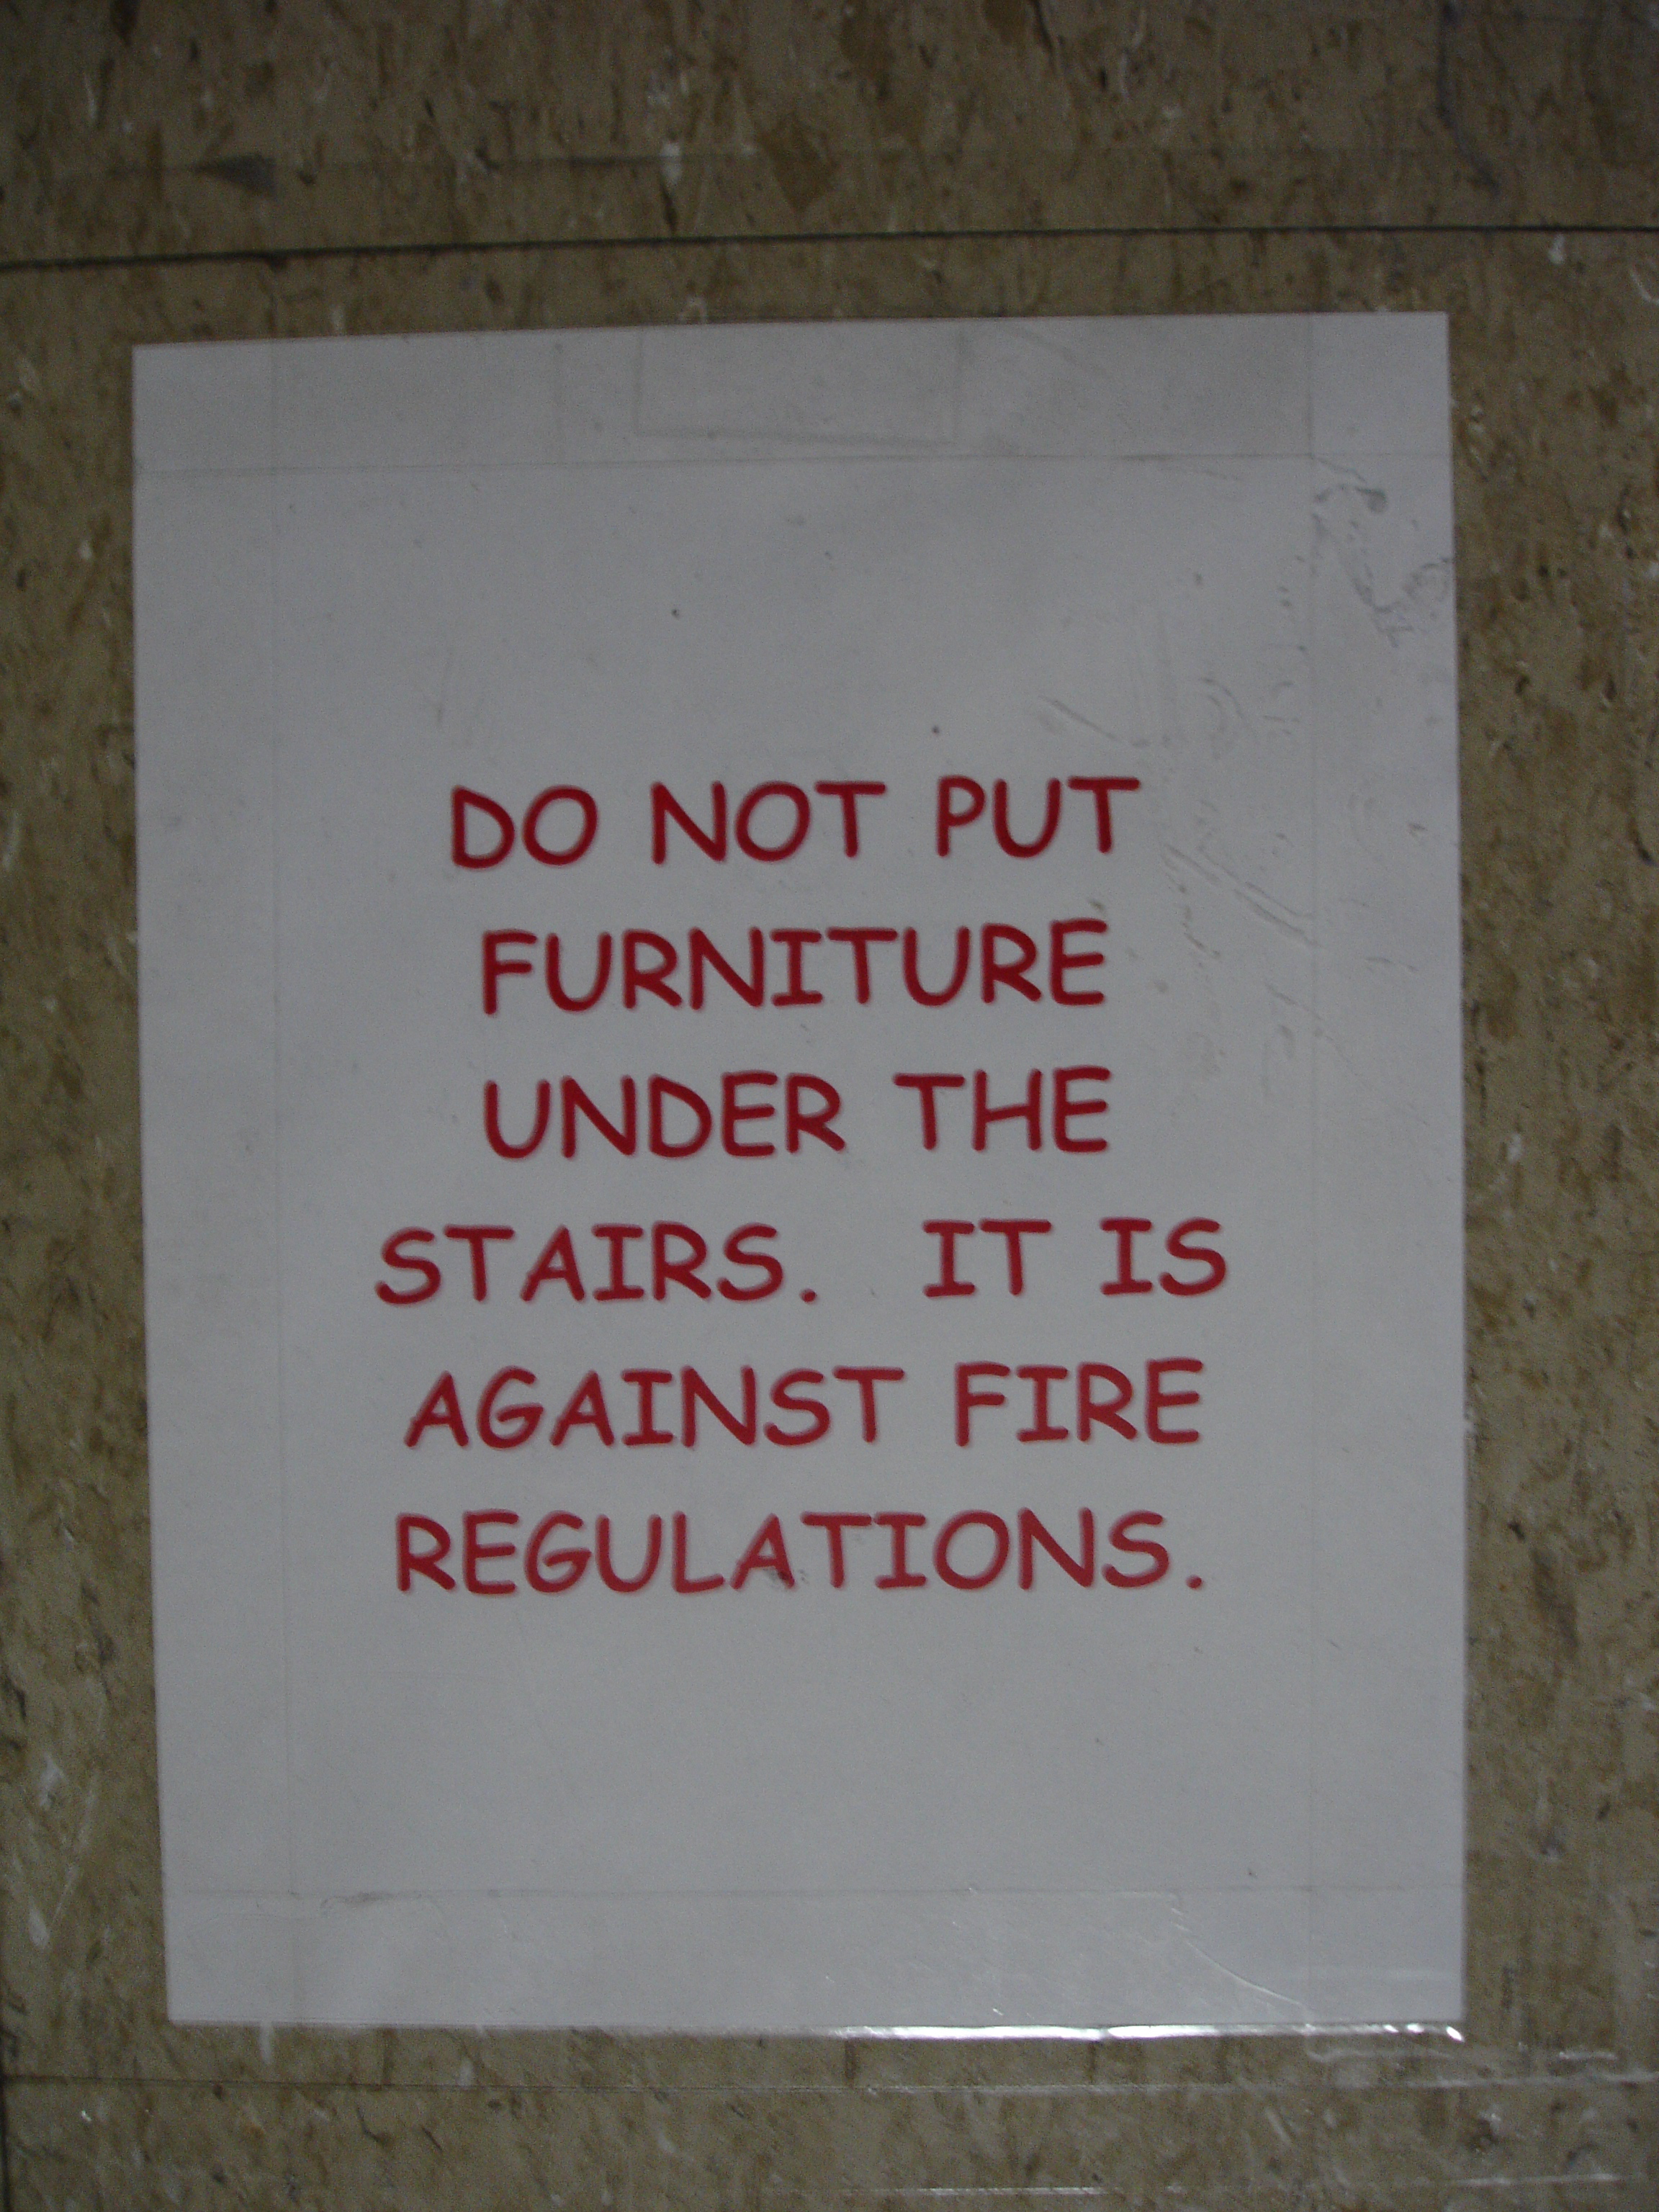 DO NOT PUT
FURNITURE
UNDER THE
STAIRS.  IT IS
AGAINST FIRE
REGULATIONS.